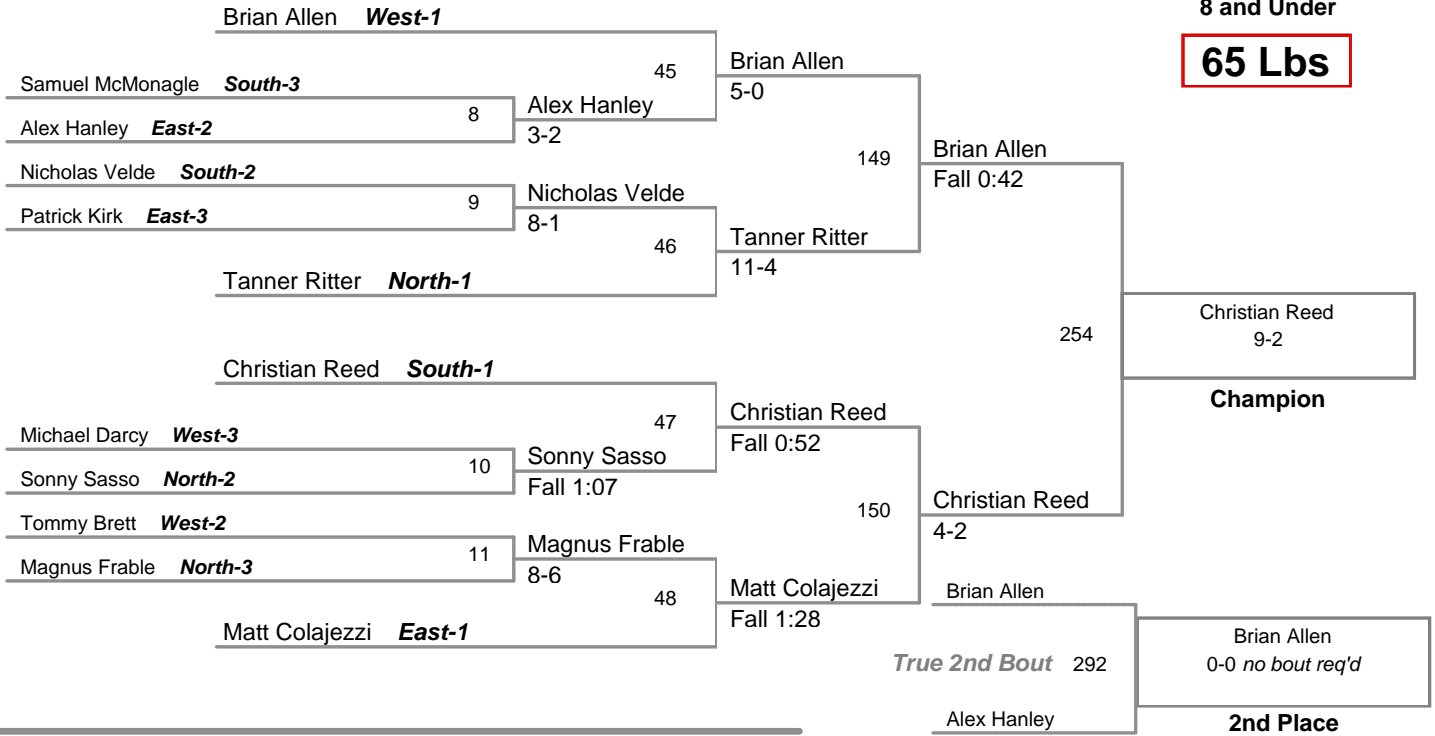 8 and Under
65 Lbs
Brian Allen West-1
Samuel McMonagle South-3
Alex Hanley East-2
8
Alex Hanley
3-2
45
Brian Allen
5-0
Nicholas Velde South-2
Patrick Kirk East-3
9
Nicholas Velde
8-1
46
Tanner Ritter
11-4
Tanner Ritter North-1
149
Brian Allen
Fall 0:42
Christian Reed South-1
47
Christian Reed
Fall 0:52
Michael Darcy West-3
Sonny Sasso North-2
10
Sonny Sasso
Fall 1:07
Tommy Brett West-2
Magnus Frable North-3
11
Magnus Frable
8-6
48
Matt Colajezzi
Fall 1:28
Matt Colajezzi East-1
150
Christian Reed
4-2
254
Christian Reed
9-2
Champion
Brian Allen
True 2nd Bout 292
Alex Hanley
Brian Allen
0-0 no bout req'd
2nd Place